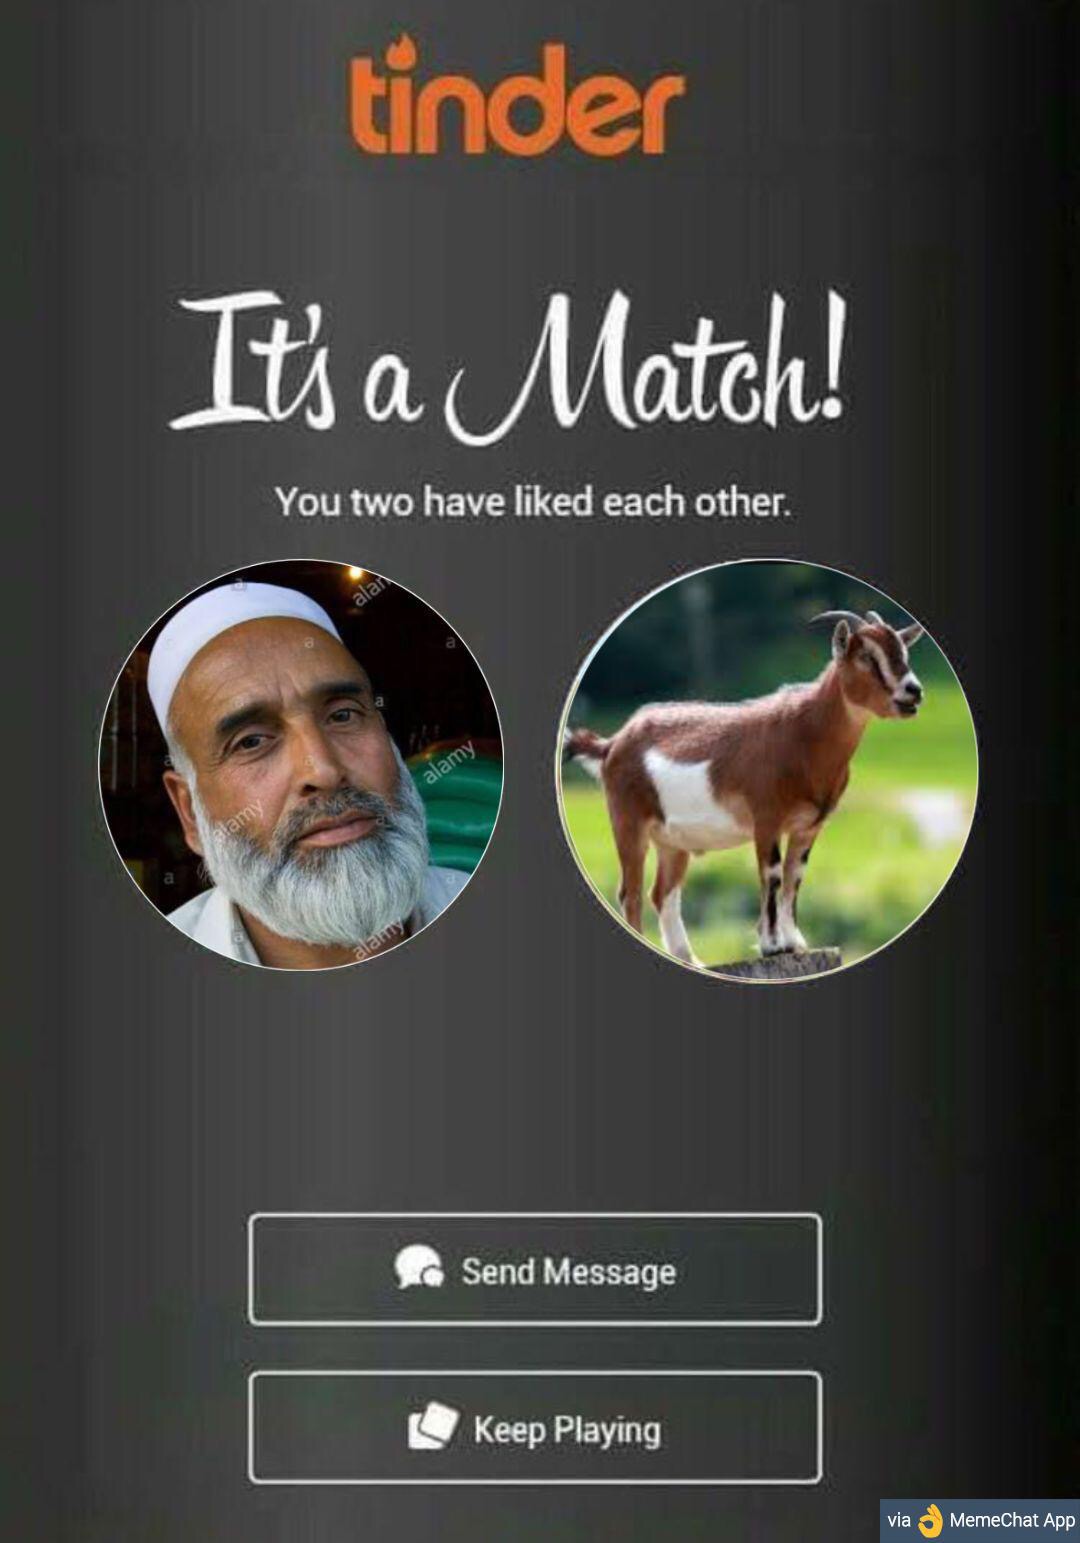 tinder
It's a Match!
You two have liked each other.
alamy
a
alamy
alamy
alamy
Send Message
Keep Playing
via 👌 MemeChat App